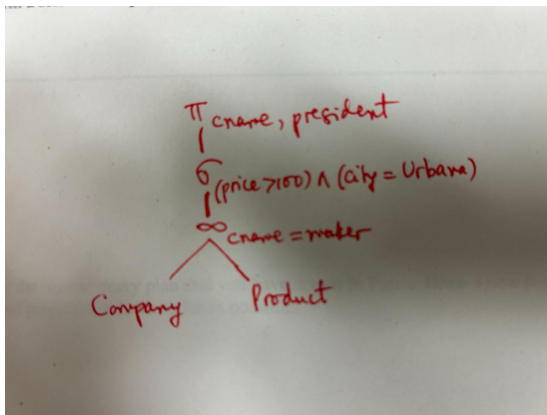 π cname, president
σ (price>100) ∧ (City = Urbana)
∞ cname = maker
Company Product